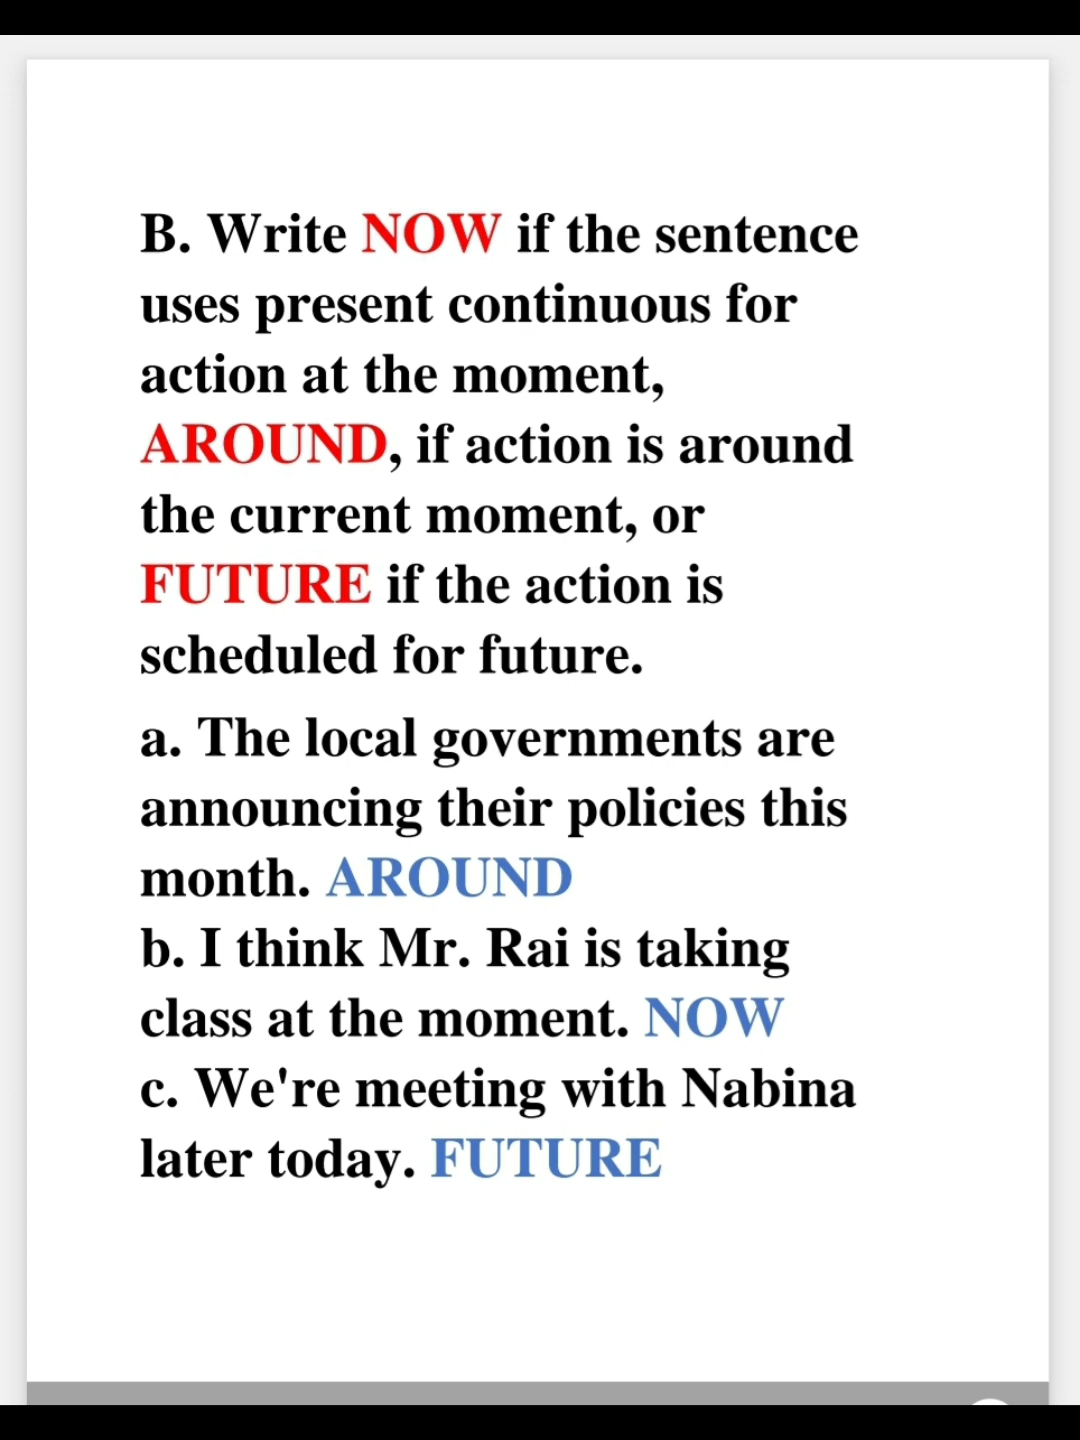 B. Write NOW if the sentence
uses present continuous for
action at the moment,
AROUND, if action is around
the current moment, or
FUTURE if the action is
scheduled for future.
a. The local governments are
announcing their policies this
month. AROUND
b. I think Mr. Rai is taking
class at the moment. NOW
c. We're meeting with Nabina
later today. FUTURE